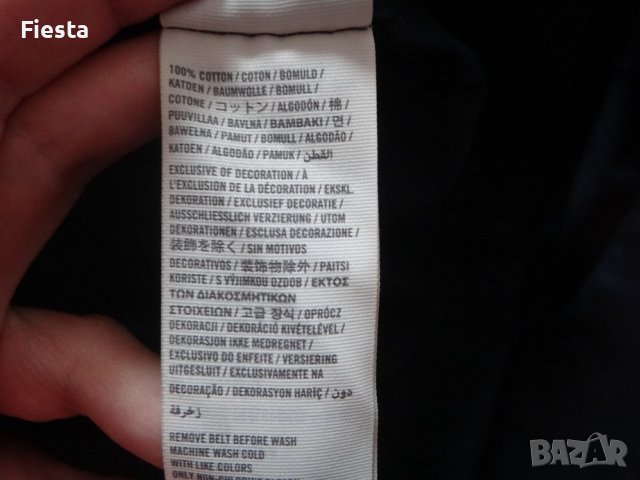 Fiesta
100% COTTON / COTON / BOMULD /
KATOEN / BAUMWOLLE / BOMULL /
COTONE / コットン / ALGODÓN / 棉 /
PUUVILLAA / BAVLNA / BAMBAKI / 면 /
BAWEŁNA / PAMUT / BOMULL / ALGODÃO /
KATOEN / ALGODÃO / PAMUK / القطن
EXCLUSIVE OF DECORATION / À
L'EXCLUSION DE LA DÉCORATION / EKSKL.
DEKORATION / EXCLUSIEF DECORATIE /
AUSSCHLIESSLICH VERZIERUNG / UTOM
DEKORATIONEN / ESCLUSA DECORAZIONE /
装飾を除く / SIN MOTIVOS
DECORATIVOS / 装饰物除外 / PAITSI
KORISTE / S VÝJIMKOU OZDOB / ΕΚΤΟΣ
ΤΩΝ ΔΙΑΚΟΣΜΗΤΙΚΩΝ
ΣΤΟΙΧΕΙΩΝ / 고급 장식 / OPRÓCZ
DEKORACJI / DEKORÁCIÓ KIVÉTELÉVEL /
DEKORASJON IKKE MEDREGNET /
EXCLUSIVO DO ENFEITE / VERSIERING
UITGESLUIT / EXCLUINDO A
DECORAÇÃO / DEKORASYON HARİÇ / دون
زخرفة
REMOVE BELT BEFORE WASH
MACHINE WASH COLD
WITH LIKE COLORS
ONLY NON-CHLORINE BLEACH
BAZAR